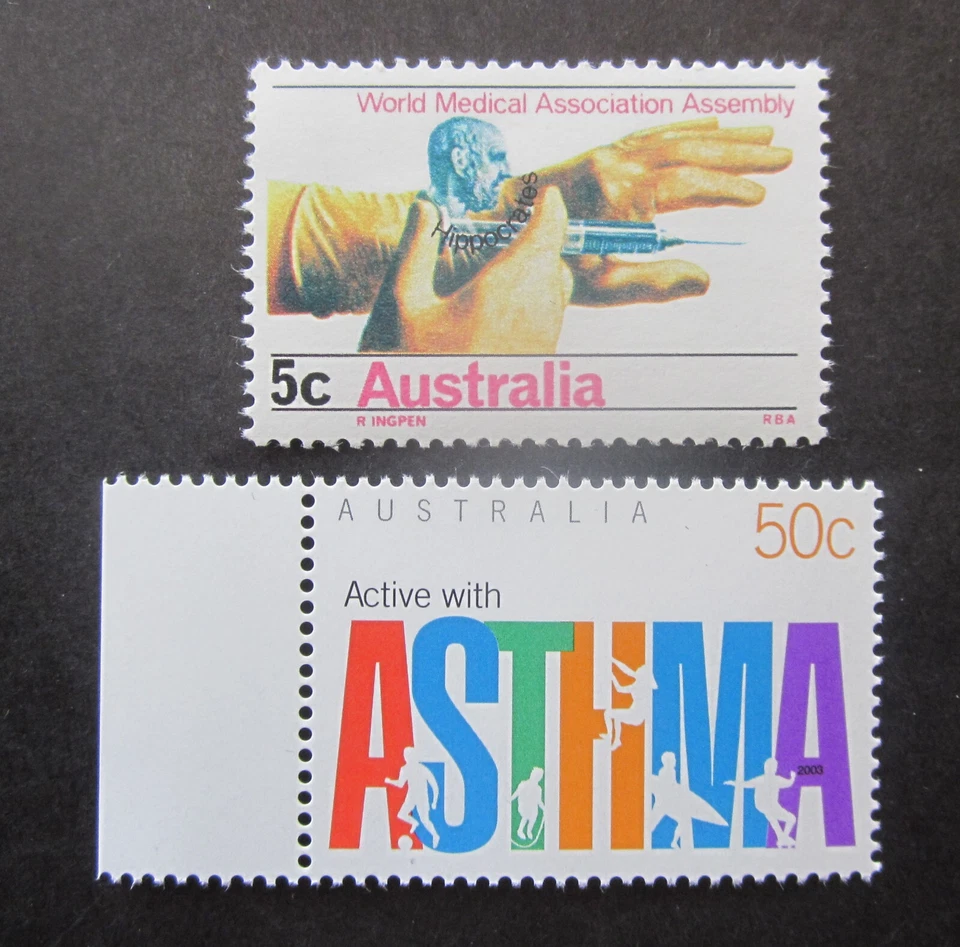 World Medical Association Assembly
Hippocrates
5c Australia
R INGPEN RBA
AUSTRALIA 50c
Active with
ASTHMA
2003